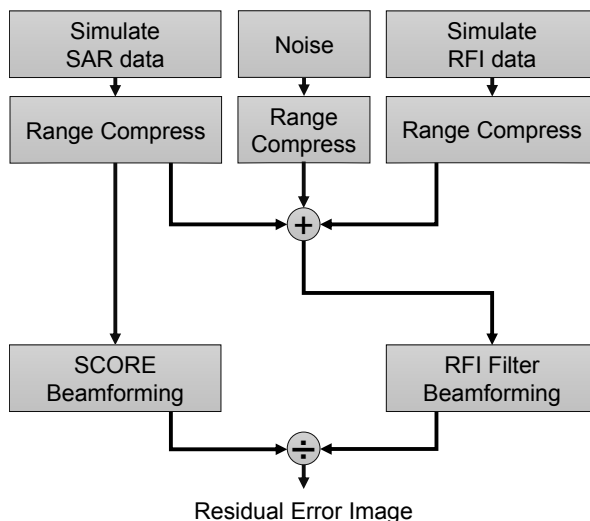 Simulate
SAR data
Noise
Simulate
RFI data
Range Compress
Range
Compress
Range Compress
+
SCORE
Beamforming
RFI Filter
Beamforming
÷
Residual Error Image